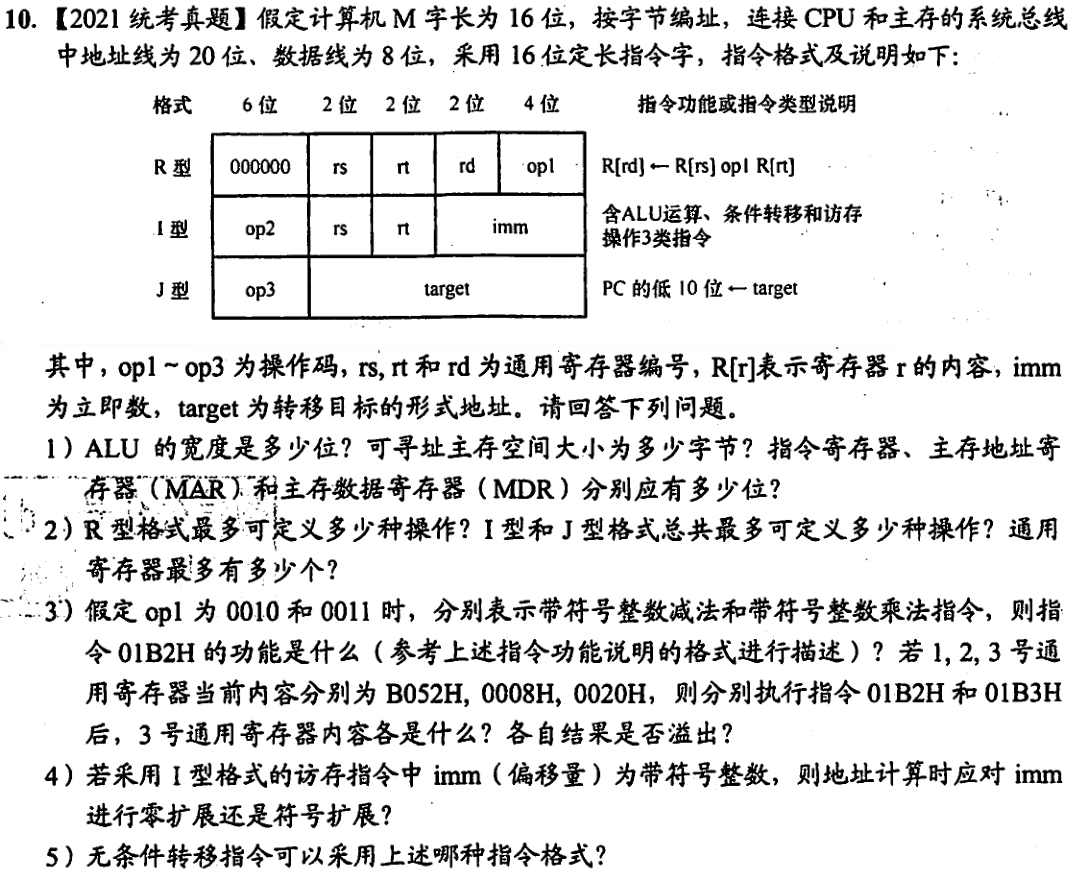 10.【2021 统考真题】假定计算机 M 字长为 16 位，按字节编址，连接 CPU 和主存的系统总线
中地址线为 20 位、数据线为 8 位，采用 16 位定长指令字，指令格式及说明如下：
格式 6 位 2 位 2 位 2 位 4 位 指令功能或指令类型说明
R 型 000000 rs rt rd op1 R[rd]←R[rs] op1 R[rt]
I 型 op2 rs rt imm 含ALU运算、条件转移和访存
操作3类指令
J 型 op3 target PC 的低 10 位←target
其中，op1～op3 为操作码，rs, rt 和 rd 为通用寄存器编号，R[r]表示寄存器 r 的内容，imm
为立即数，target 为转移目标的形式地址。请回答下列问题。
1）ALU 的宽度是多少位？可寻址主存空间大小为多少字节？指令寄存器、主存地址寄
存器（MAR）和主存数据寄存器（MDR）分别应有多少位？
2）R 型格式最多可定义多少种操作？I 型和 J 型格式总共最多可定义多少种操作？通用
寄存器最多有多少个？
3）假定 op1 为 0010 和 0011 时，分别表示带符号整数减法和带符号整数乘法指令，则指
令 01B2H 的功能是什么（参考上述指令功能说明的格式进行描述）？若 1, 2, 3 号通
用寄存器当前内容分别为 B052H, 0008H, 0020H，则分别执行指令 01B2H 和 01B3H
后，3 号通用寄存器内容各是什么？各自结果是否溢出？
4）若采用 I 型格式的访存指令中 imm（偏移量）为带符号整数，则地址计算时应对 imm
进行零扩展还是符号扩展？
5）无条件转移指令可以采用上述哪种指令格式？